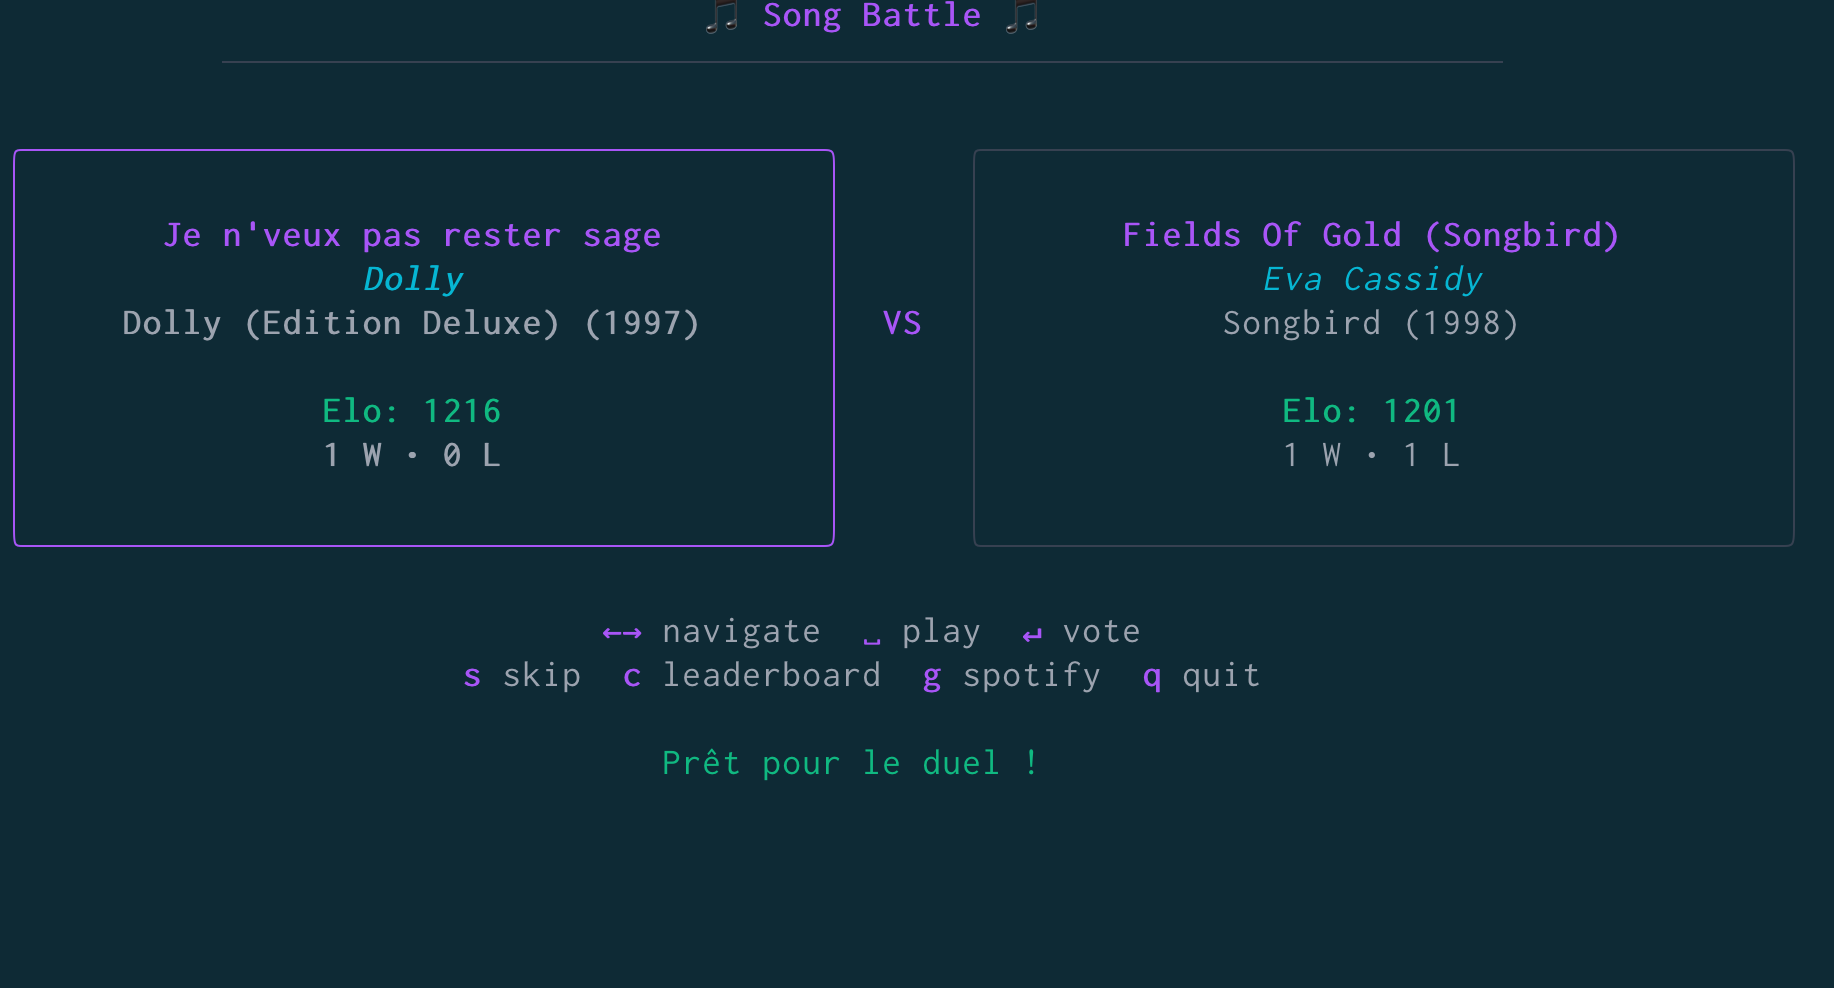 🎵 Song Battle 🎵
Je n'veux pas rester sage
Dolly
Dolly (Edition Deluxe) (1997)
Elo: 1216
1 W · 0 L
VS
Fields Of Gold (Songbird)
Eva Cassidy
Songbird (1998)
Elo: 1201
1 W · 1 L
←→ navigate ␣ play ↵ vote
s skip c leaderboard g spotify q quit
Prêt pour le duel !